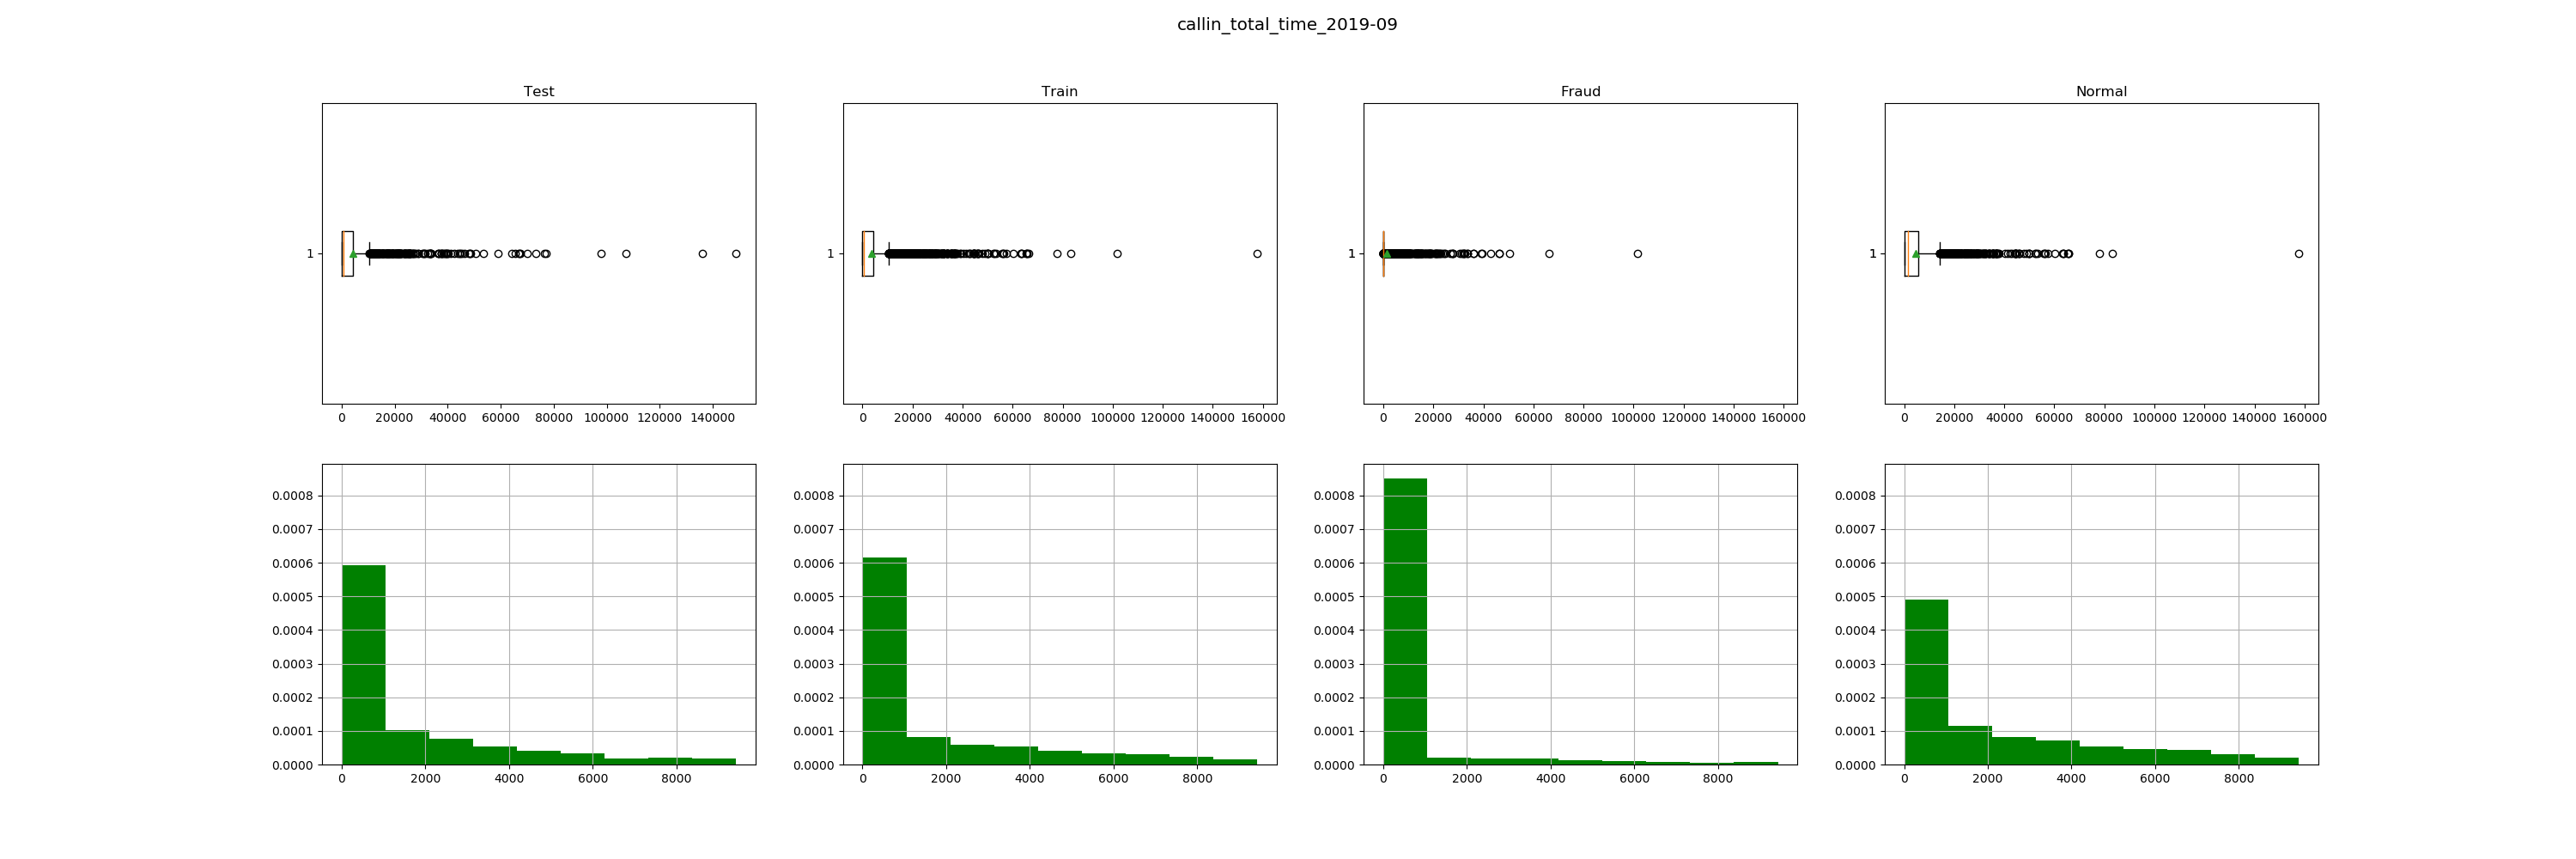 callin_total_time_2019-09
Test
Train
Fraud
Normal
1
1
1
1
0 20000 40000 60000 80000 100000 120000 140000
0 20000 40000 60000 80000 100000 120000 140000 160000
0 20000 40000 60000 80000 100000 120000 140000 160000
0 20000 40000 60000 80000 100000 120000 140000 160000
0.0008 0.0008 0.0008 0.0008
0.0007 0.0007 0.0007 0.0007
0.0006 0.0006 0.0006 0.0006
0.0005 0.0005 0.0005 0.0005
0.0004 0.0004 0.0004 0.0004
0.0003 0.0003 0.0003 0.0003
0.0002 0.0002 0.0002 0.0002
0.0001 0.0001 0.0001 0.0001
0.0000 0.0000 0.0000 0.0000
0 2000 4000 6000 8000
0 2000 4000 6000 8000
0 2000 4000 6000 8000
0 2000 4000 6000 8000